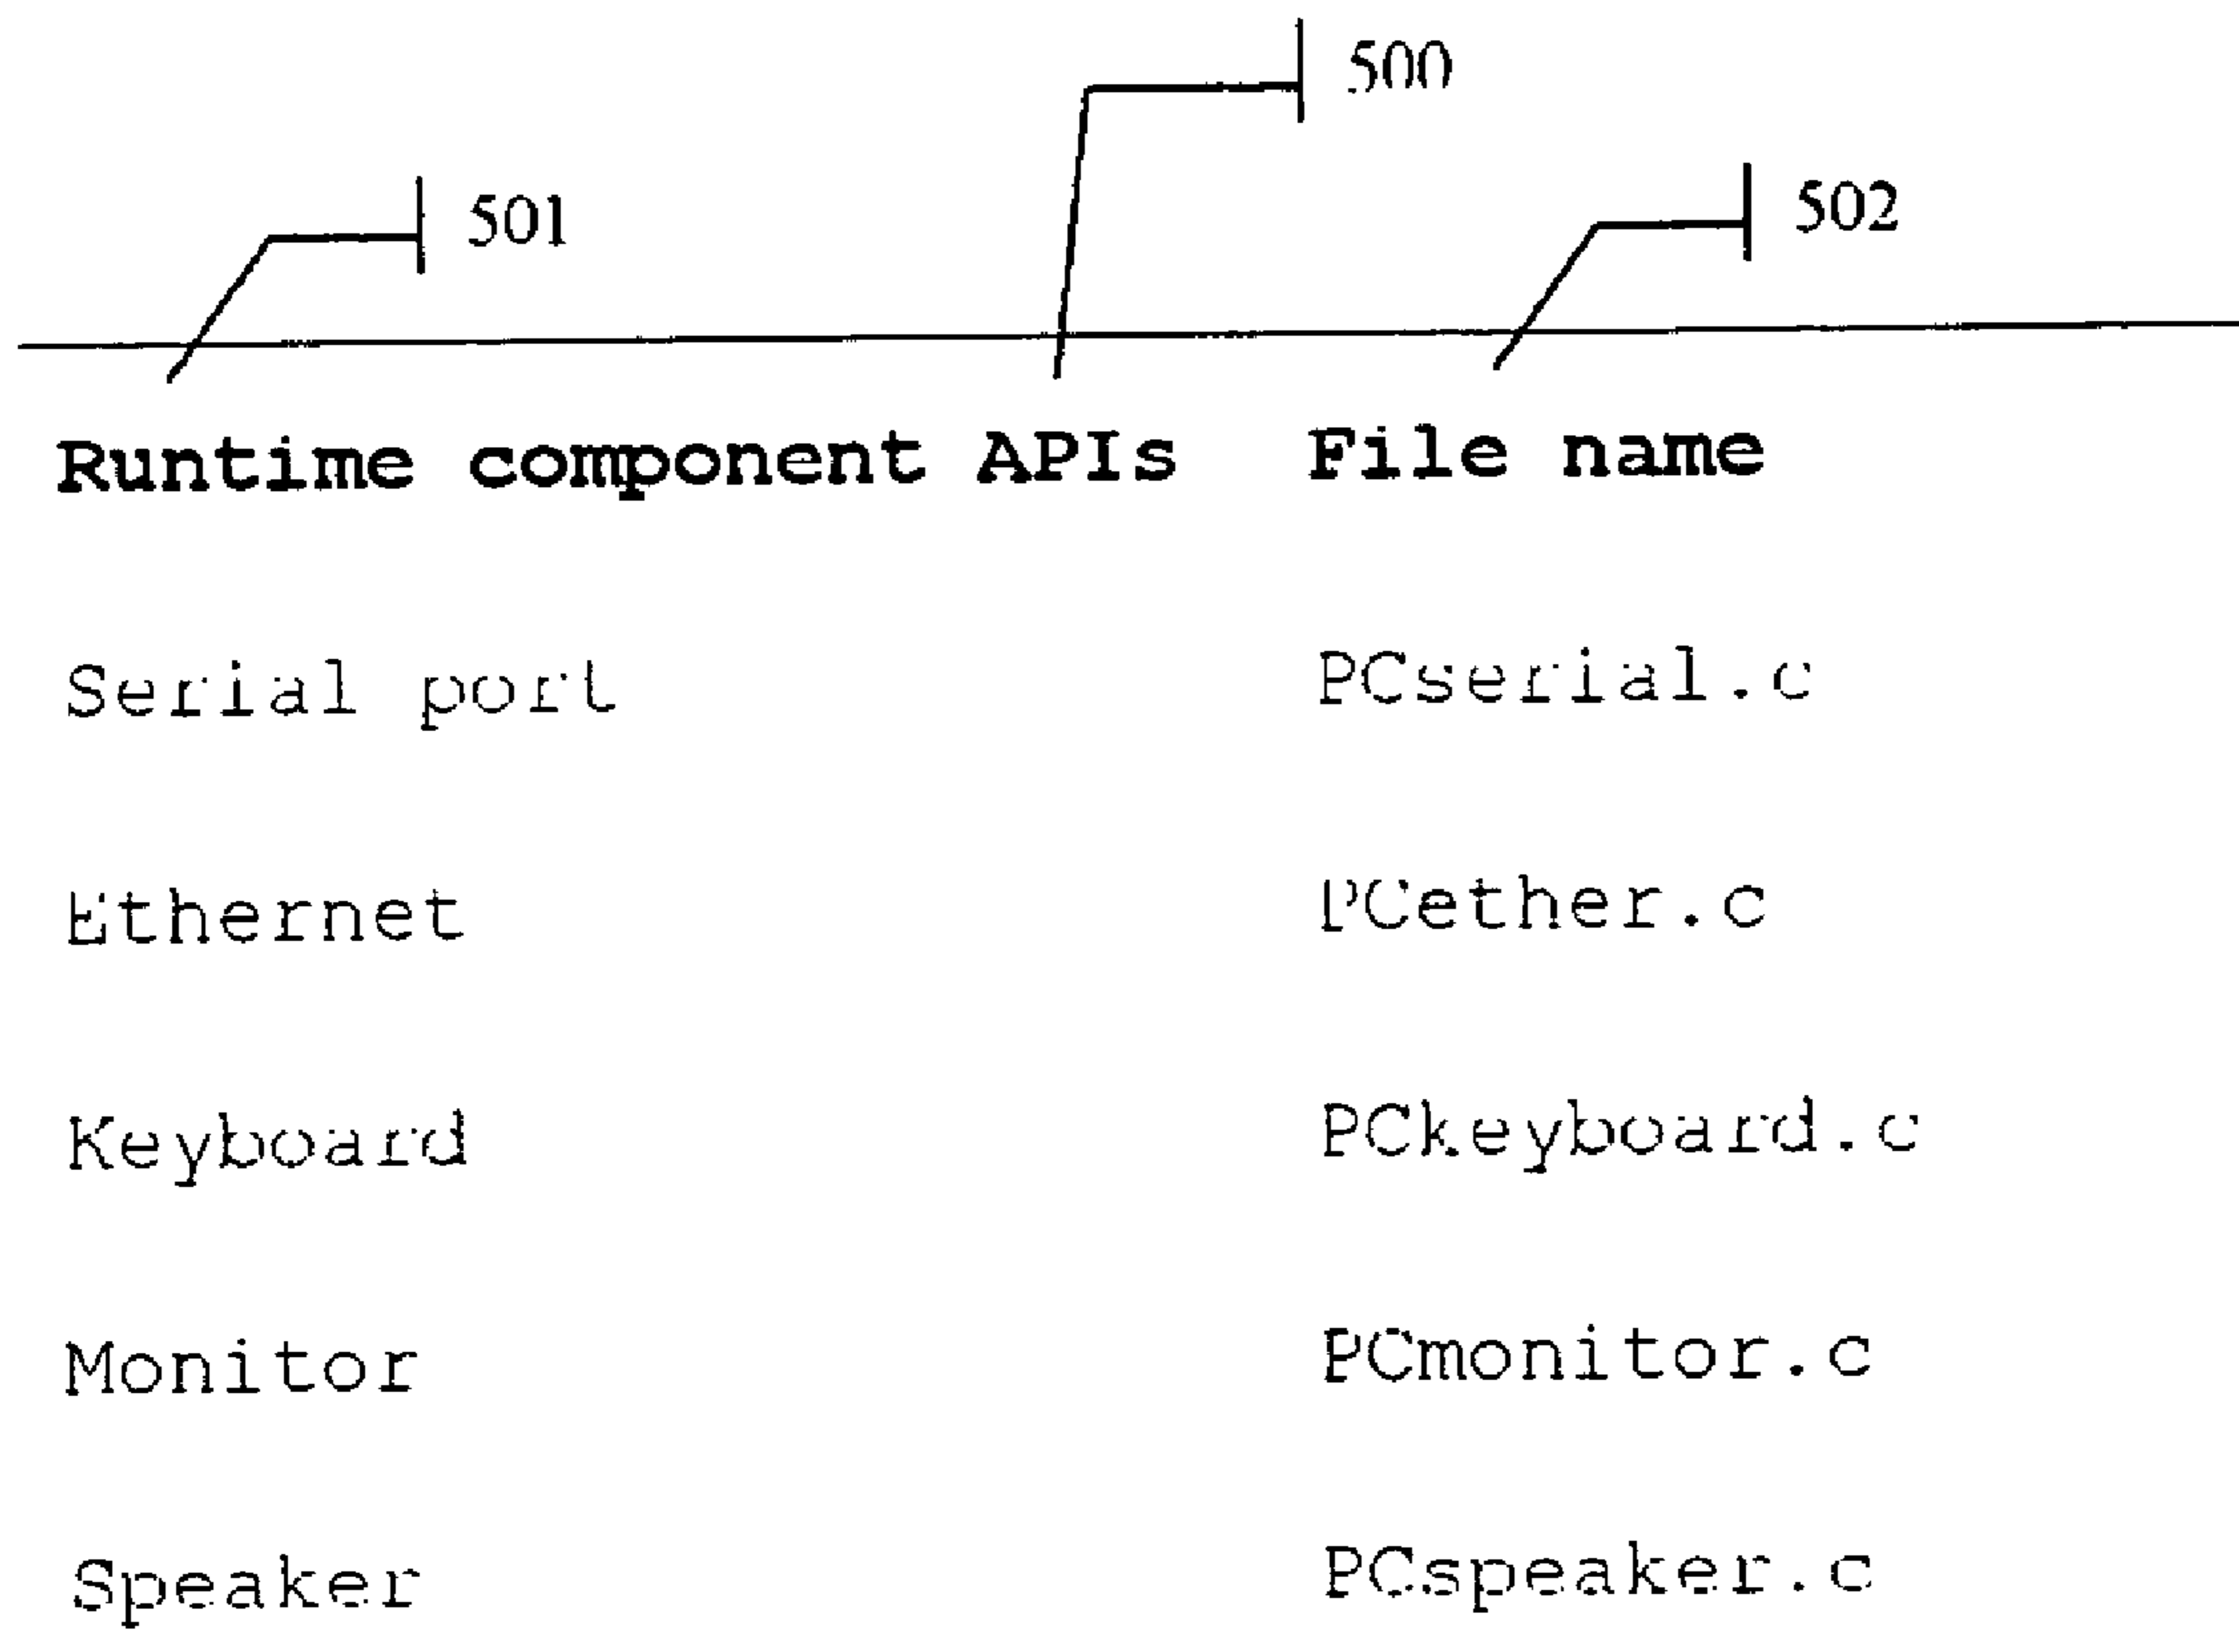 500
501
502
Runtime component APIs File name
Serial port PCserial.c
Ethernet PCether.c
Keyboard PCkeyboard.c
Monitor PCmonitor.c
Speaker PCspeaker.c